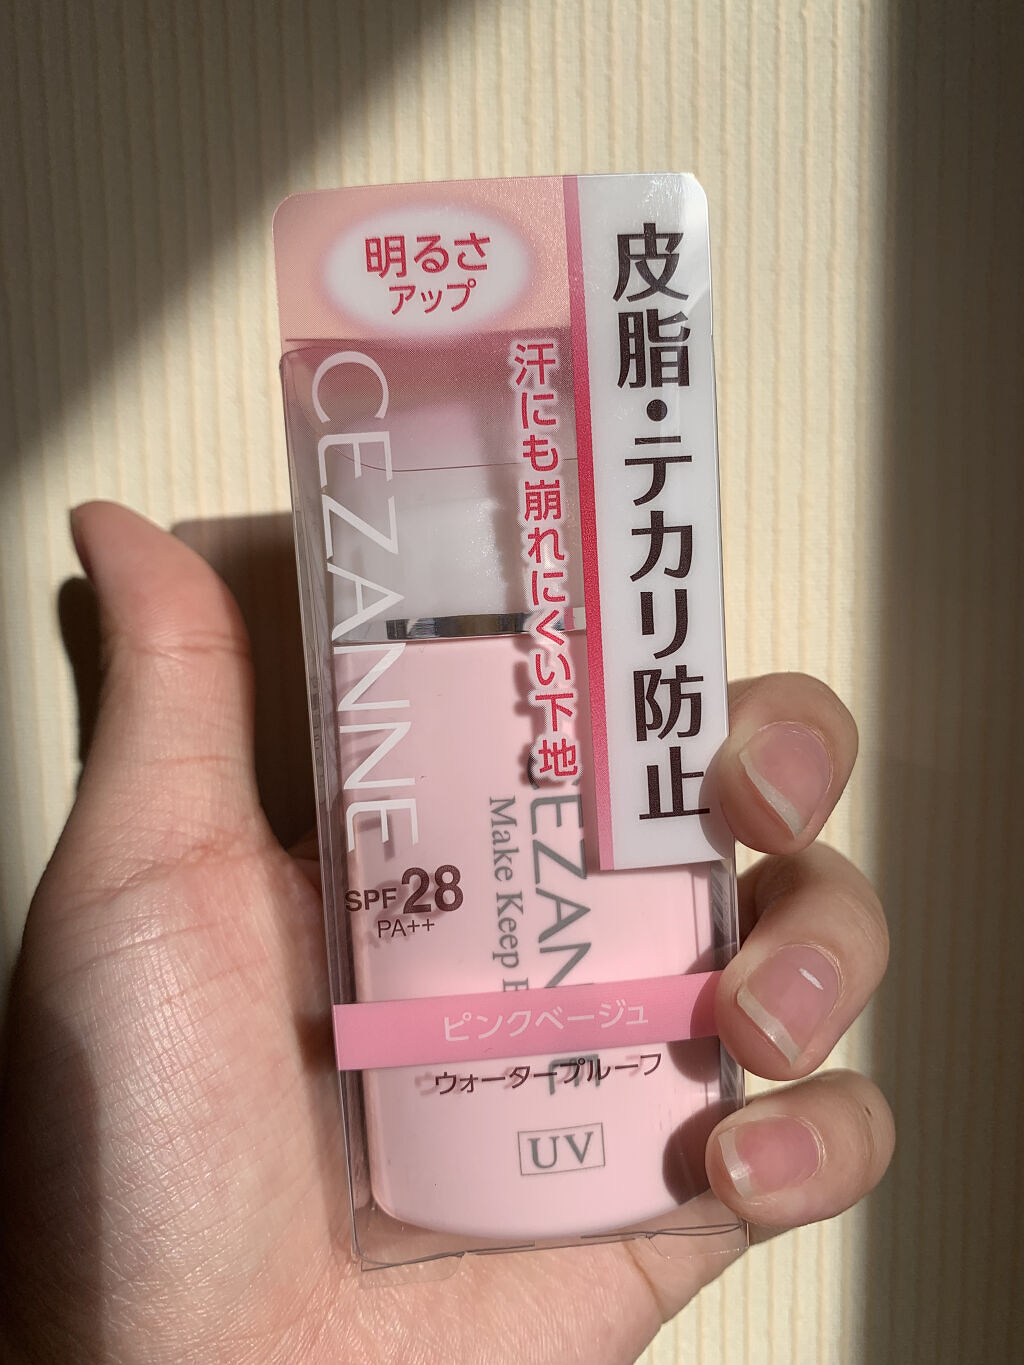 明るさ
アップ
皮脂・テカリ防止
汗にも崩れにくい下地
CEZANNE
SPF28
PA++
CEZANNE
Make Keep
ピンクベージュ
ウォータープルーフ
UV